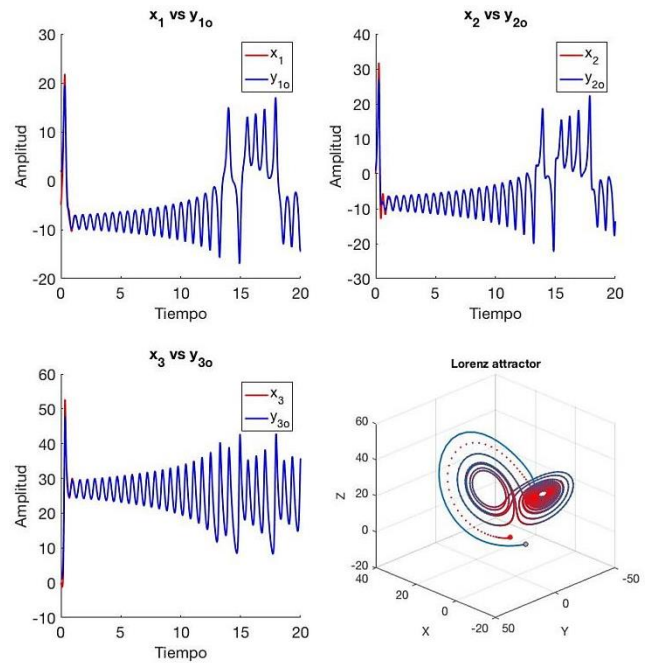 x₁ vs y₁ₒ
30
20
10
0
-10
-20
Amplitud
0 5 10 15 20
Tiempo
x₁
y₁ₒ
x₂ vs y₂ₒ
40
30
20
10
0
-10
-20
-30
Amplitud
0 5 10 15 20
Tiempo
x₂
y₂ₒ
x₃ vs y₃ₒ
60
50
40
30
20
10
0
-10
Amplitud
0 5 10 15 20
Tiempo
x₃
y₃ₒ
Lorenz attractor
60
40
20
0
-20
Z
40 20 0 -20
X
50 0 -50
Y